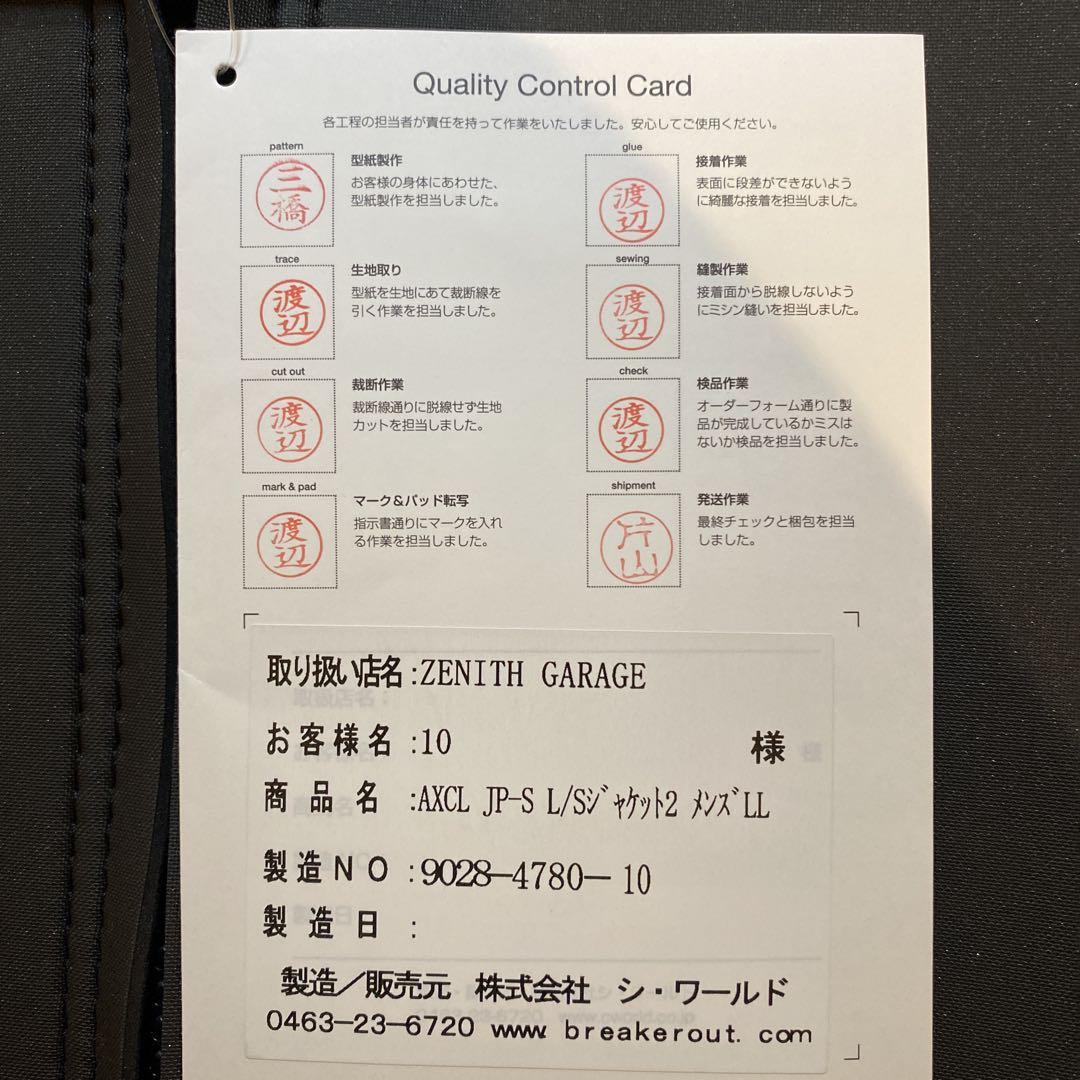 Quality Control Card
各工程の担当者が責任を持って作業をいたしました。安心してご使用ください。
pattern
三橋
型紙製作
お客様の身体にあわせた、
型紙製作を担当しました。
trace
渡辺
生地取り
型紙を生地にあて裁断線を
引く作業を担当しました。
cut out
渡辺
裁断作業
裁断線通りに脱線せず生地
カットを担当しました。
mark & pad
渡辺
マーク&パッド転写
指示書通りにマークを入れ
る作業を担当しました。
glue
渡辺
接着作業
表面に段差ができないよう
に綺麗な接着を担当しました。
sewing
渡辺
縫製作業
接着面から脱線しないよう
にミシン縫いを担当しました。
check
渡辺
検品作業
オーダーフォーム通りに製
品が完成しているかミスは
ないか検品を担当しました。
shipment
片山
発送作業
最終チェックと梱包を担当
しました。
取り扱い店名:ZENITH GARAGE
お客様名:10 様
商品名:AXCL JP-S L/Sジャケット2 メンズLL
製造NO:9028-4780-10
製造日:
製造/販売元 株式会社 シ・ワールド
0463-23-6720 www.breakerout.com